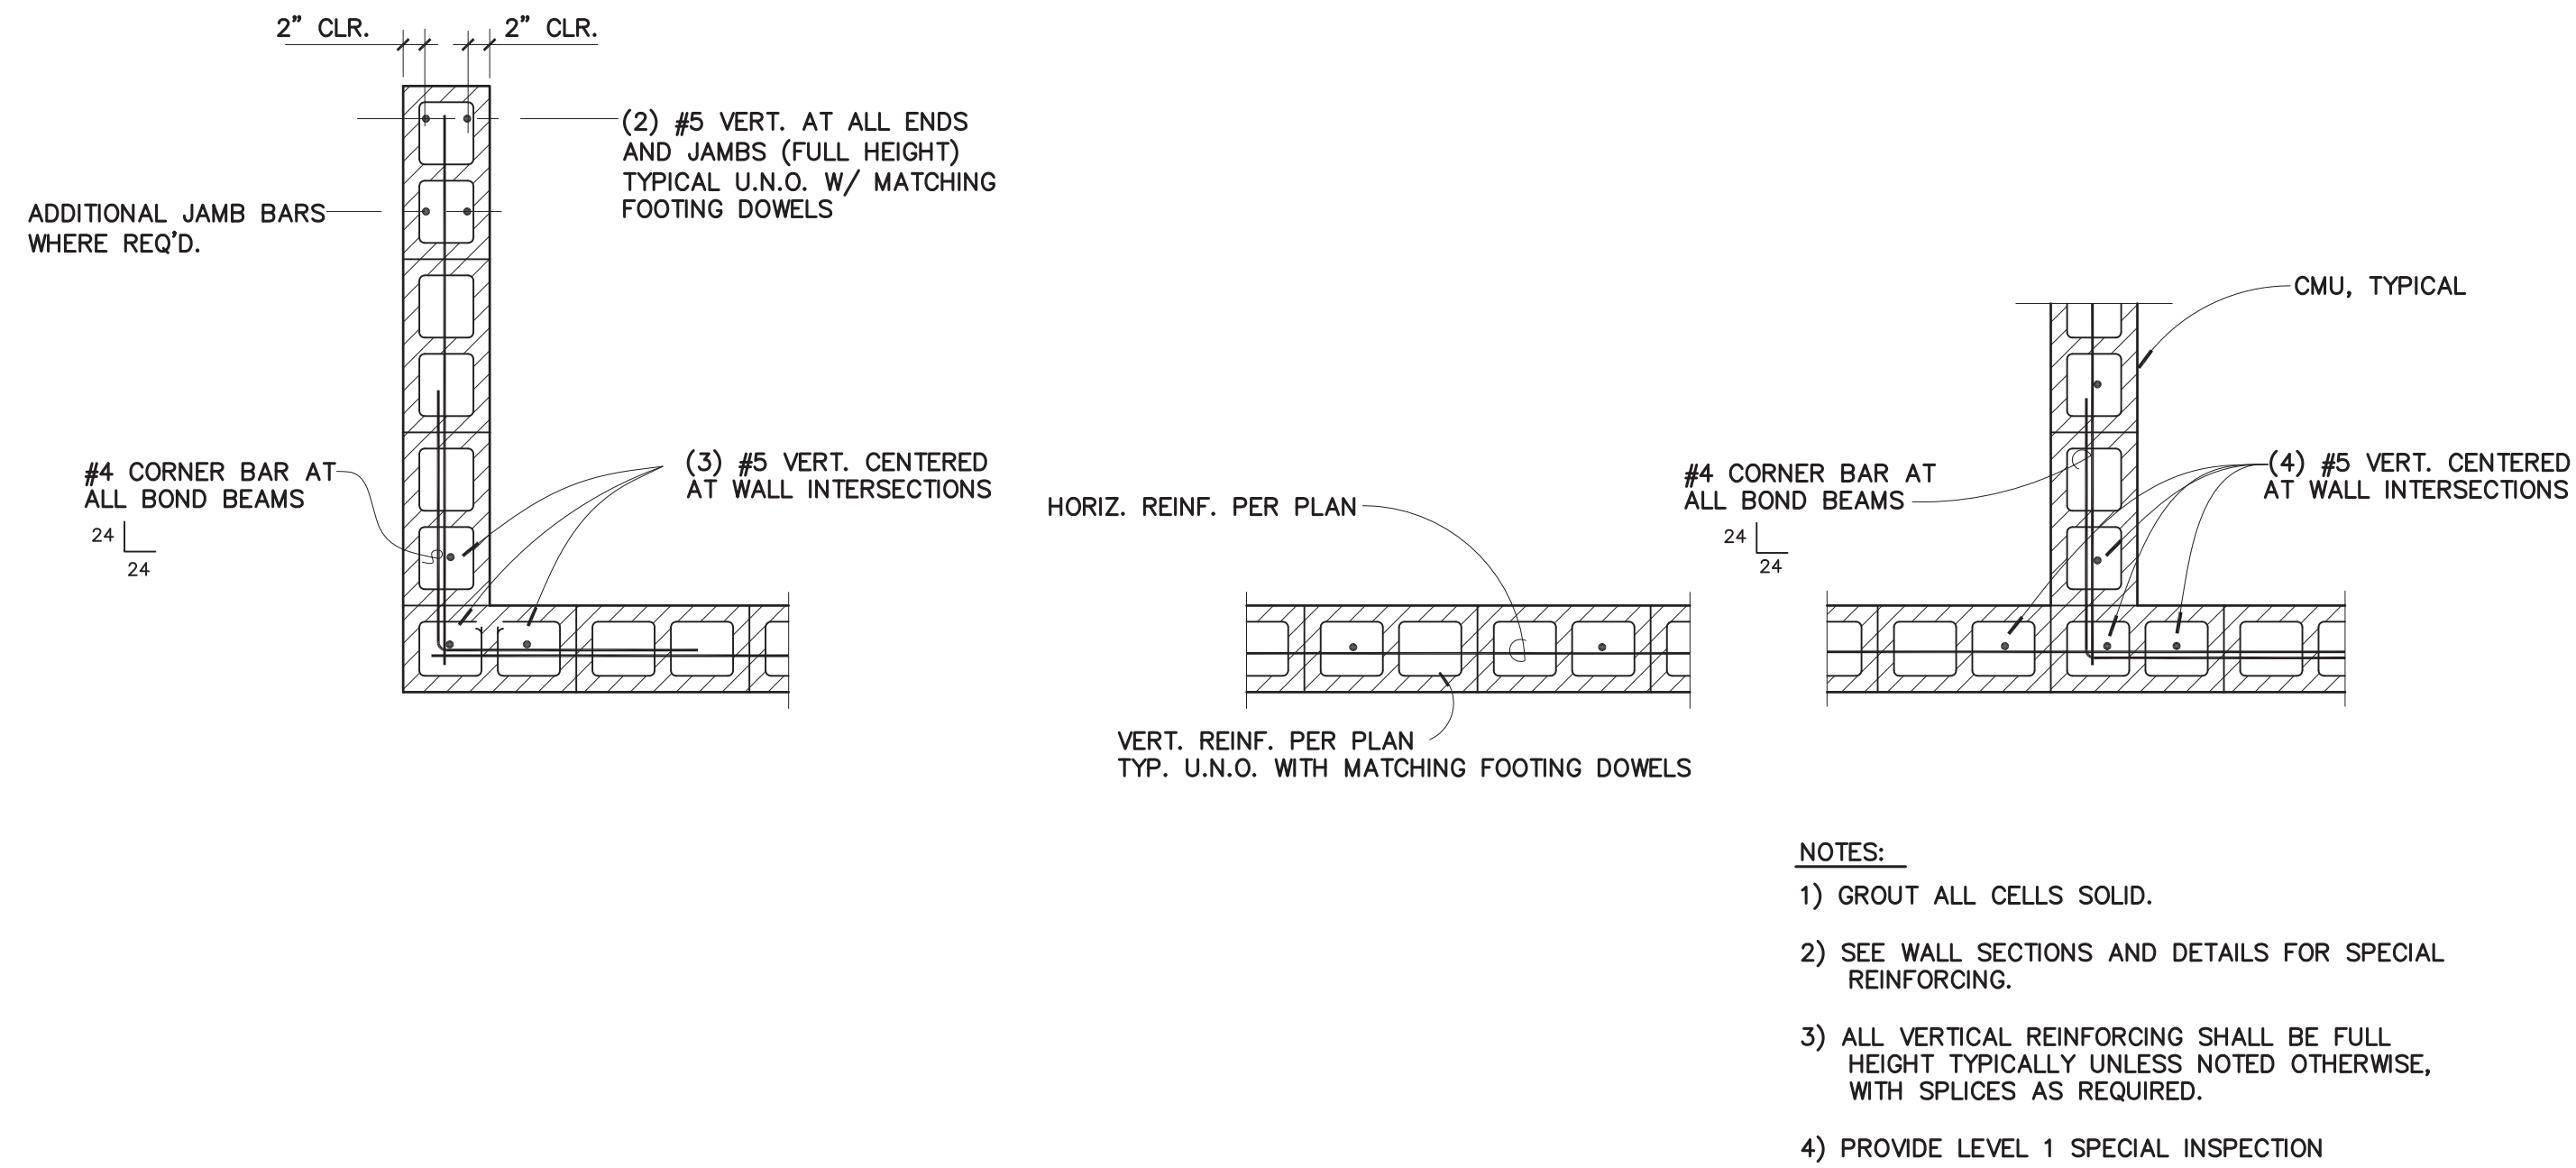 2” CLR.
2” CLR.
(2) #5 VERT. AT ALL ENDS
AND JAMBS (FULL HEIGHT)
TYPICAL U.N.O. W/ MATCHING
FOOTING DOWELS
ADDITIONAL JAMB BARS
WHERE REQ’D.
#4 CORNER BAR AT
ALL BOND BEAMS
24
24
(3) #5 VERT. CENTERED
AT WALL INTERSECTIONS
HORIZ. REINF. PER PLAN
VERT. REINF. PER PLAN
TYP. U.N.O. WITH MATCHING FOOTING DOWELS
CMU, TYPICAL
#4 CORNER BAR AT
ALL BOND BEAMS
24
24
(4) #5 VERT. CENTERED
AT WALL INTERSECTIONS
NOTES:
1) GROUT ALL CELLS SOLID.
2) SEE WALL SECTIONS AND DETAILS FOR SPECIAL
REINFORCING.
3) ALL VERTICAL REINFORCING SHALL BE FULL
HEIGHT TYPICALLY UNLESS NOTED OTHERWISE,
WITH SPLICES AS REQUIRED.
4) PROVIDE LEVEL 1 SPECIAL INSPECTION